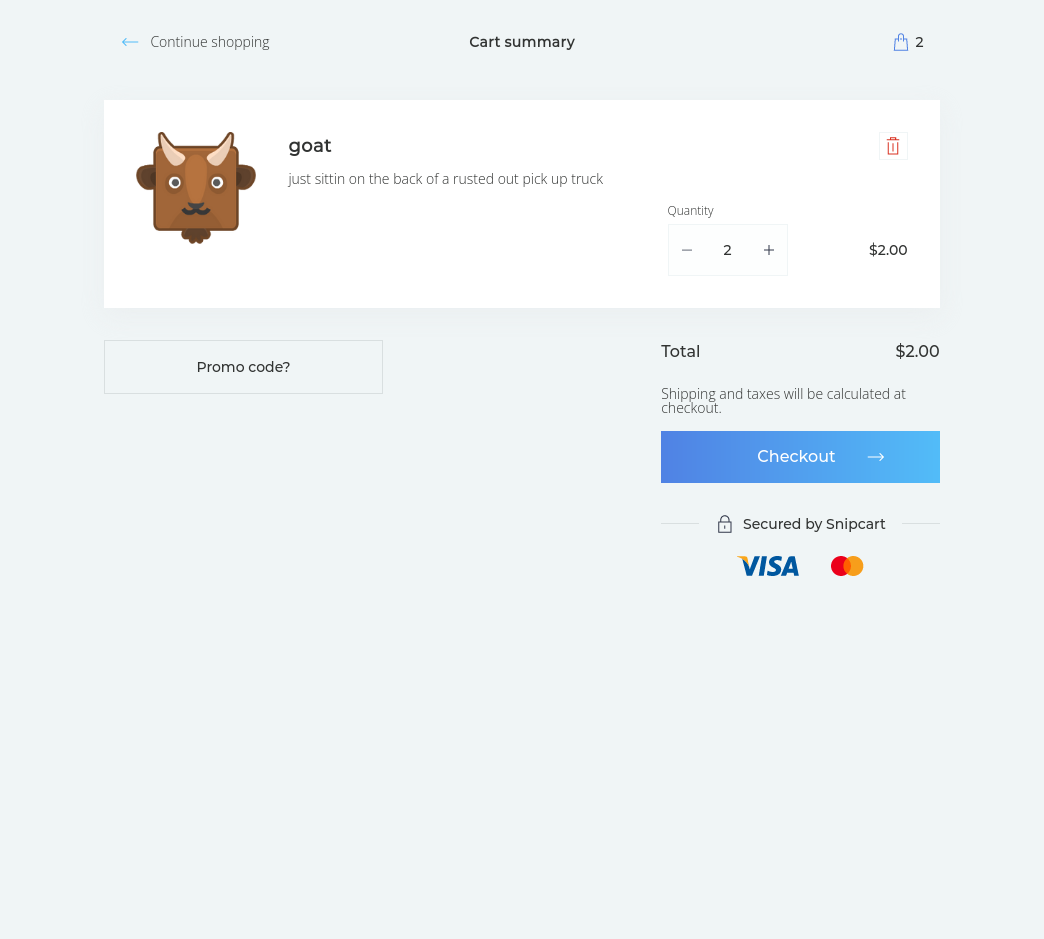 Continue shopping
Cart summary
2
goat
just sittin on the back of a rusted out pick up truck
Quantity
2
$2.00
Promo code?
Total $2.00
Shipping and taxes will be calculated at
checkout.
Checkout
Secured by Snipcart
VISA